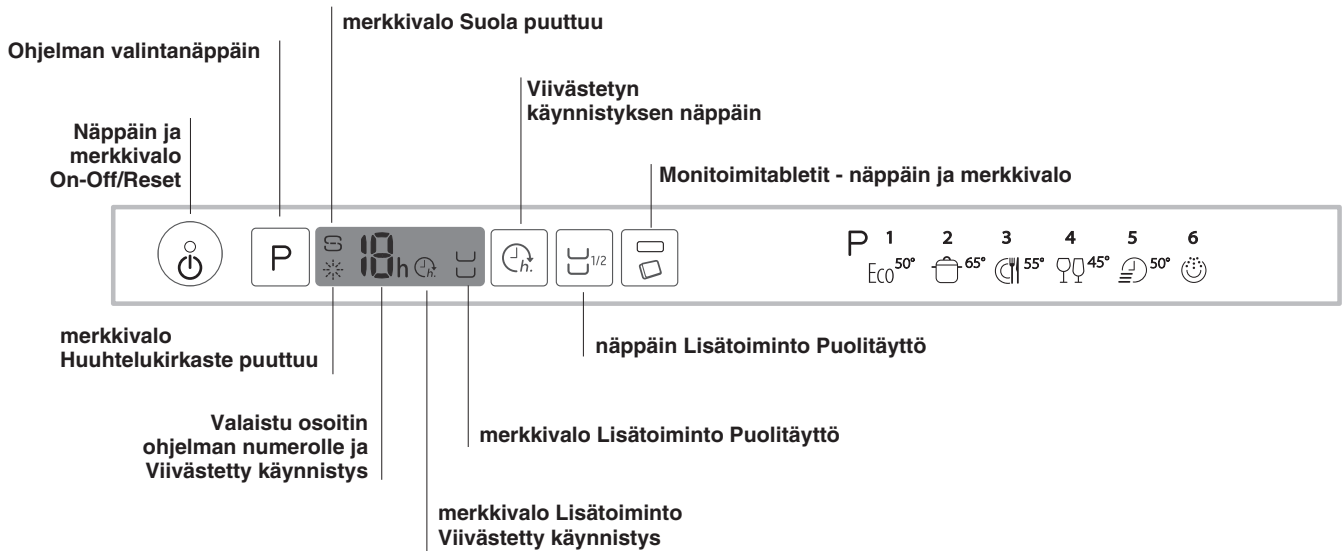 merkkivalo Suola puuttuu
Ohjelman valintanäppäin
Viivästetyn
käynnistyksen näppäin
Näppäin ja
merkkivalo
On-Off/Reset
Monitoimitabletit - näppäin ja merkkivalo
P S 18h h. h. 1/2 P 1 2 3 4 5 6
Eco 50° 65° 55° 45° 50°
merkkivalo
Huuhtelukirkaste puuttuu
näppäin Lisätoiminto Puolitäyttö
Valaistu osoitin
ohjelman numerolle ja
Viivästetty käynnistys
merkkivalo Lisätoiminto Puolitäyttö
merkkivalo Lisätoiminto
Viivästetty käynnistys